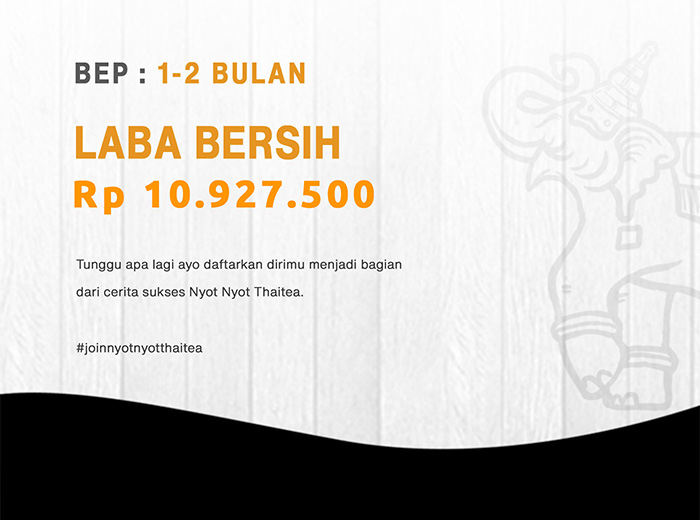 BEP : 1-2 BULAN
LABA BERSIH
Rp 10.927.500
Tunggu apa lagi ayo daftarkan dirimu menjadi bagian
dari cerita sukses Nyot Nyot Thaitea.
#joinnyotnyotthaitea